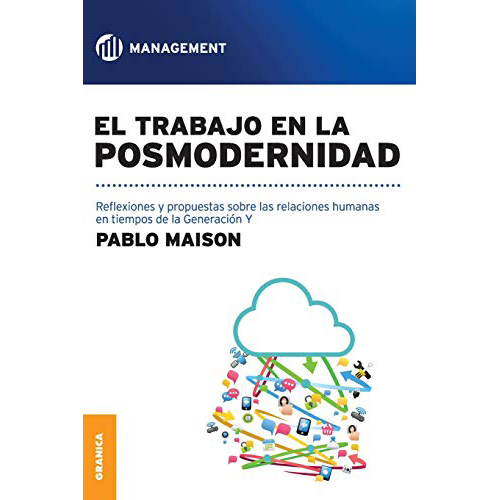 MANAGEMENT
EL TRABAJO EN LA
POSMODERNIDAD
Reflexiones y propuestas sobre las relaciones humanas
en tiempos de la Generación Y
PABLO MAISON
GRANICA